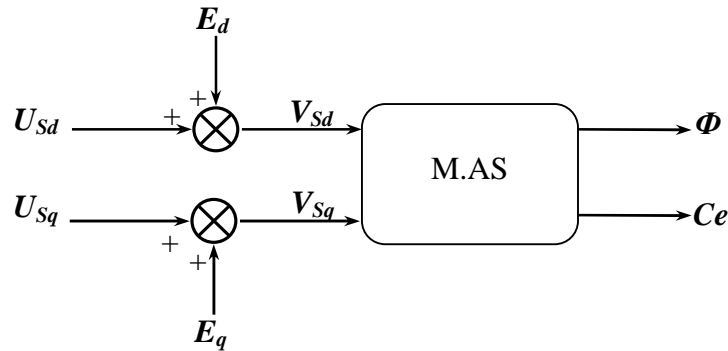 E_d
+
U_Sd + V_Sd Φ
M.AS
U_Sq V_Sq Ce
+
+
E_q